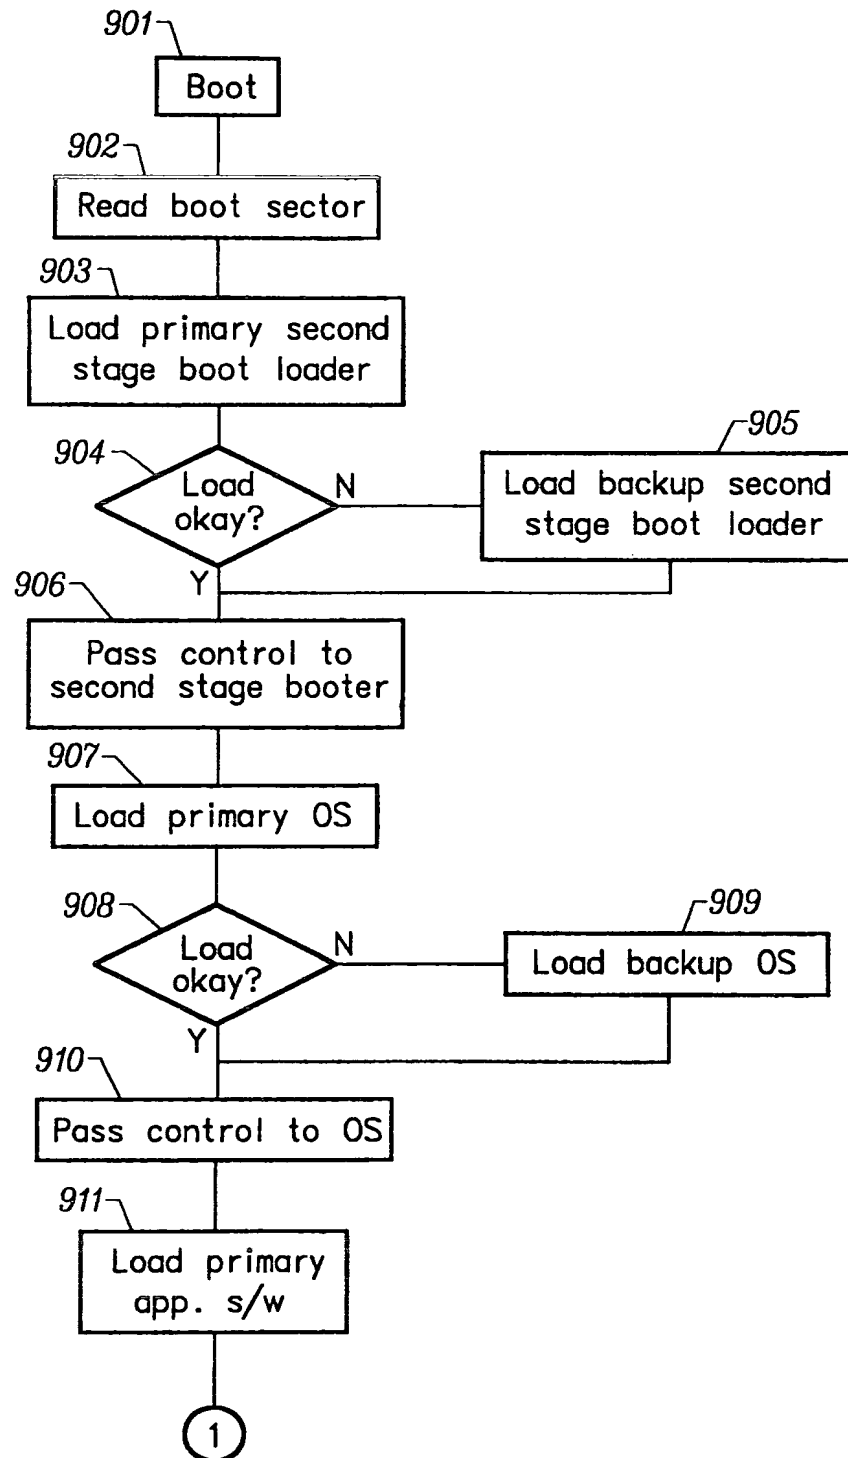 901
Boot
902
Read boot sector
903
Load primary second
stage boot loader
904
Load
okay?
N
Y
905
Load backup second
stage boot loader
906
Pass control to
second stage booter
907
Load primary OS
908
Load
okay?
N
Y
909
Load backup OS
910
Pass control to OS
911
Load primary
app. s/w
1